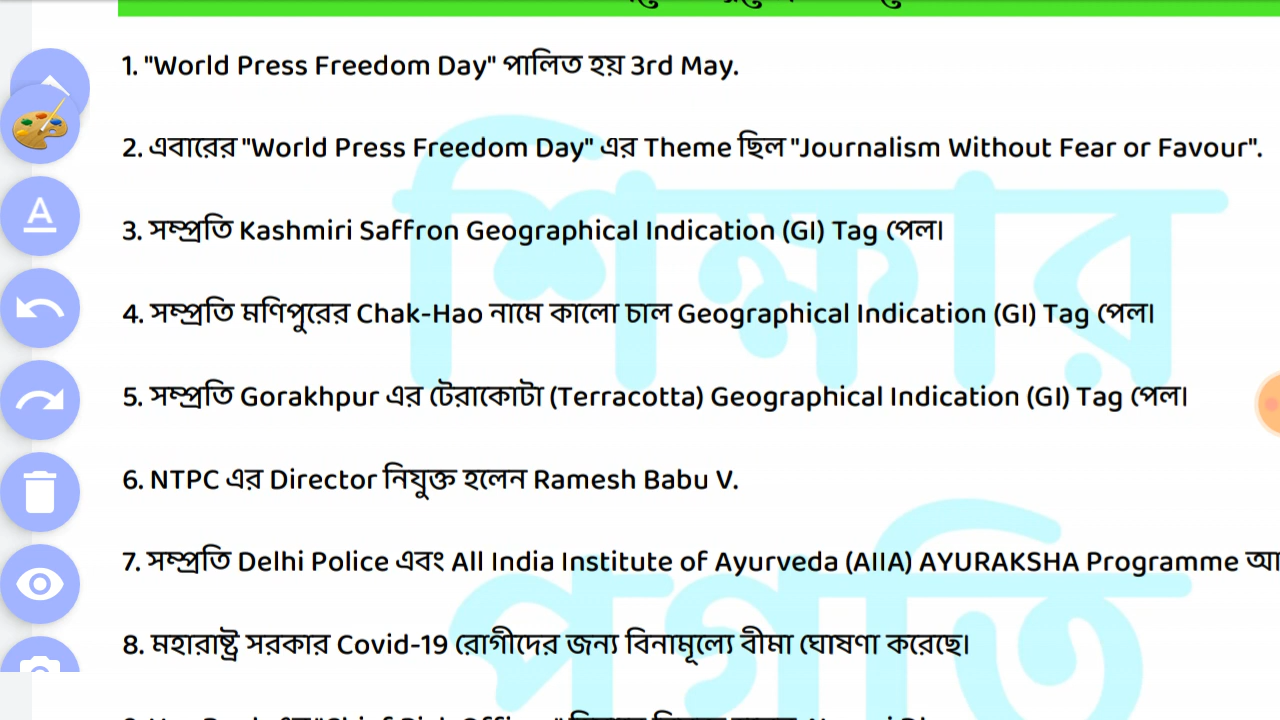 1. "World Press Freedom Day" পালিত হয় 3rd May.
2. এবারের "World Press Freedom Day" এর Theme ছিল "Journalism Without Fear or Favour".
3. সম্প্রতি Kashmiri Saffron Geographical Indication (GI) Tag পেল।
4. সম্প্রতি মণিপুরের Chak-Hao নামে কালো চাল Geographical Indication (GI) Tag পেল।
5. সম্প্রতি Gorakhpur এর টেরাকোটা (Terracotta) Geographical Indication (GI) Tag পেল।
6. NTPC এর Director নিযুক্ত হলেন Ramesh Babu V.
7. সম্প্রতি Delhi Police এবং All India Institute of Ayurveda (AIIA) AYURAKSHA Programme
8. মহারাষ্ট্র সরকার Covid-19 রোগীদের জন্য বিনামূল্যে বীমা ঘোষণা করেছে।
শিক্ষার
প্রগতি